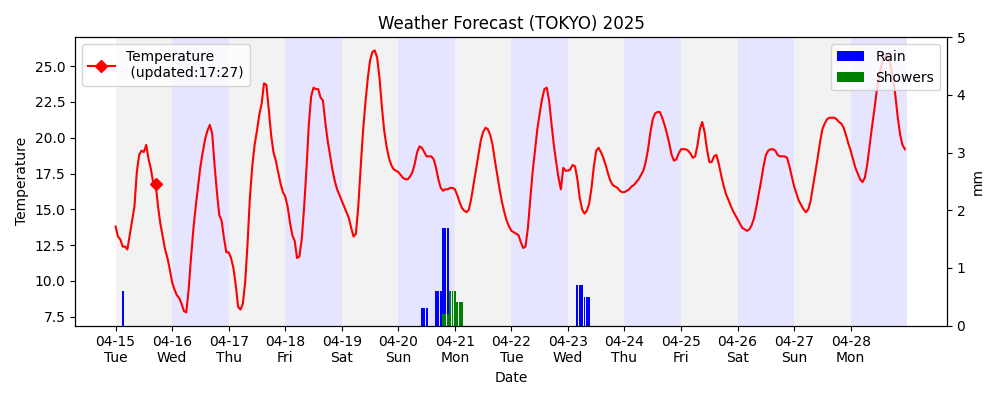 Weather Forecast (TOKYO) 2025
Temperature
(updated:17:27)
Rain
Showers
Temperature
25.0
22.5
20.0
17.5
15.0
12.5
10.0
7.5
5
4
3
2
1
0
mm
04-15 04-16 04-17 04-18 04-19 04-20 04-21 04-22 04-23 04-24 04-25 04-26 04-27 04-28
Tue Wed Thu Fri Sat Sun Mon Tue Wed Thu Fri Sat Sun Mon
Date